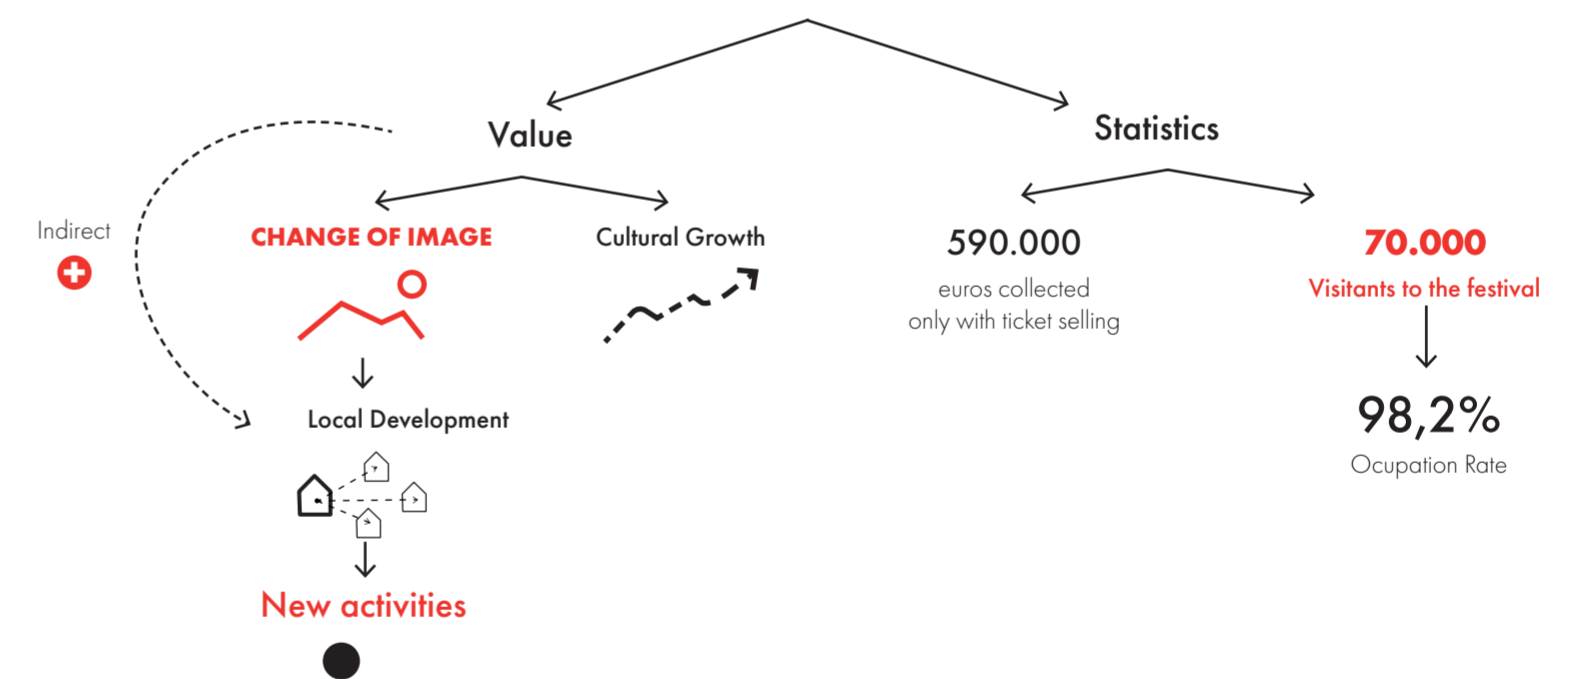 Value
Statistics
Indirect
CHANGE OF IMAGE
Cultural Growth
590.000
euros collected
only with ticket selling
70.000
Visitants to the festival
Local Development
98,2%
Ocupation Rate
New activities